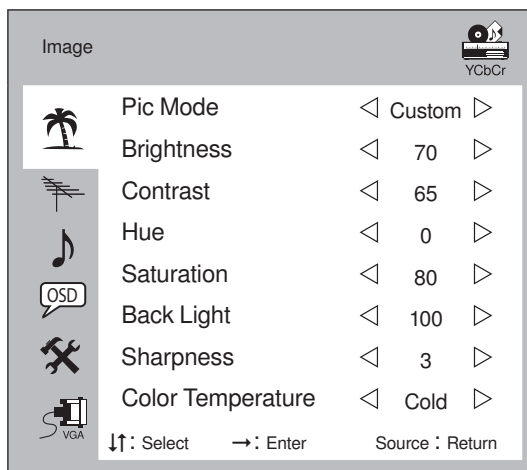 Image
YCbCr
Pic Mode ◁ Custom ▷
Brightness ◁ 70 ▷
Contrast ◁ 65 ▷
Hue ◁ 0 ▷
Saturation ◁ 80 ▷
Back Light ◁ 100 ▷
Sharpness ◁ 3 ▷
Color Temperature ◁ Cold ▷
OSD
VGA
↓↑: Select →: Enter Source : Return